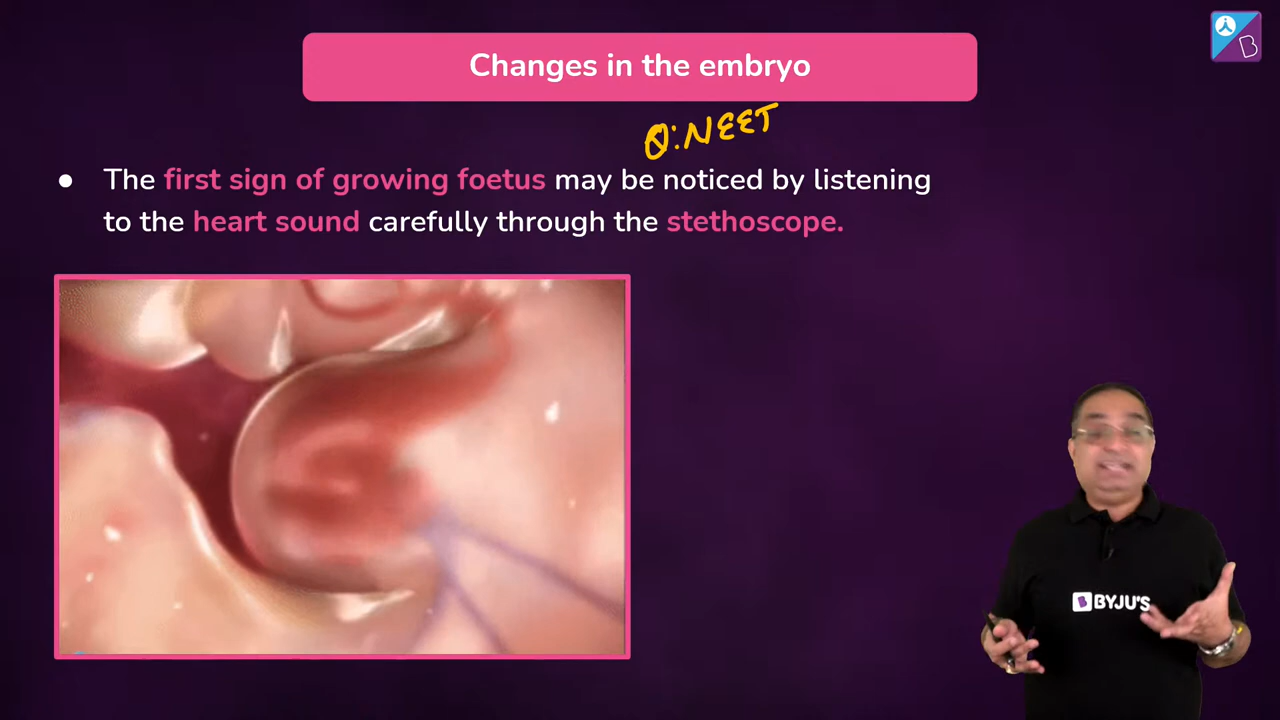 Changes in the embryo
Q:NEET
● The first sign of growing foetus may be noticed by listening
to the heart sound carefully through the stethoscope.
B BYJU'S